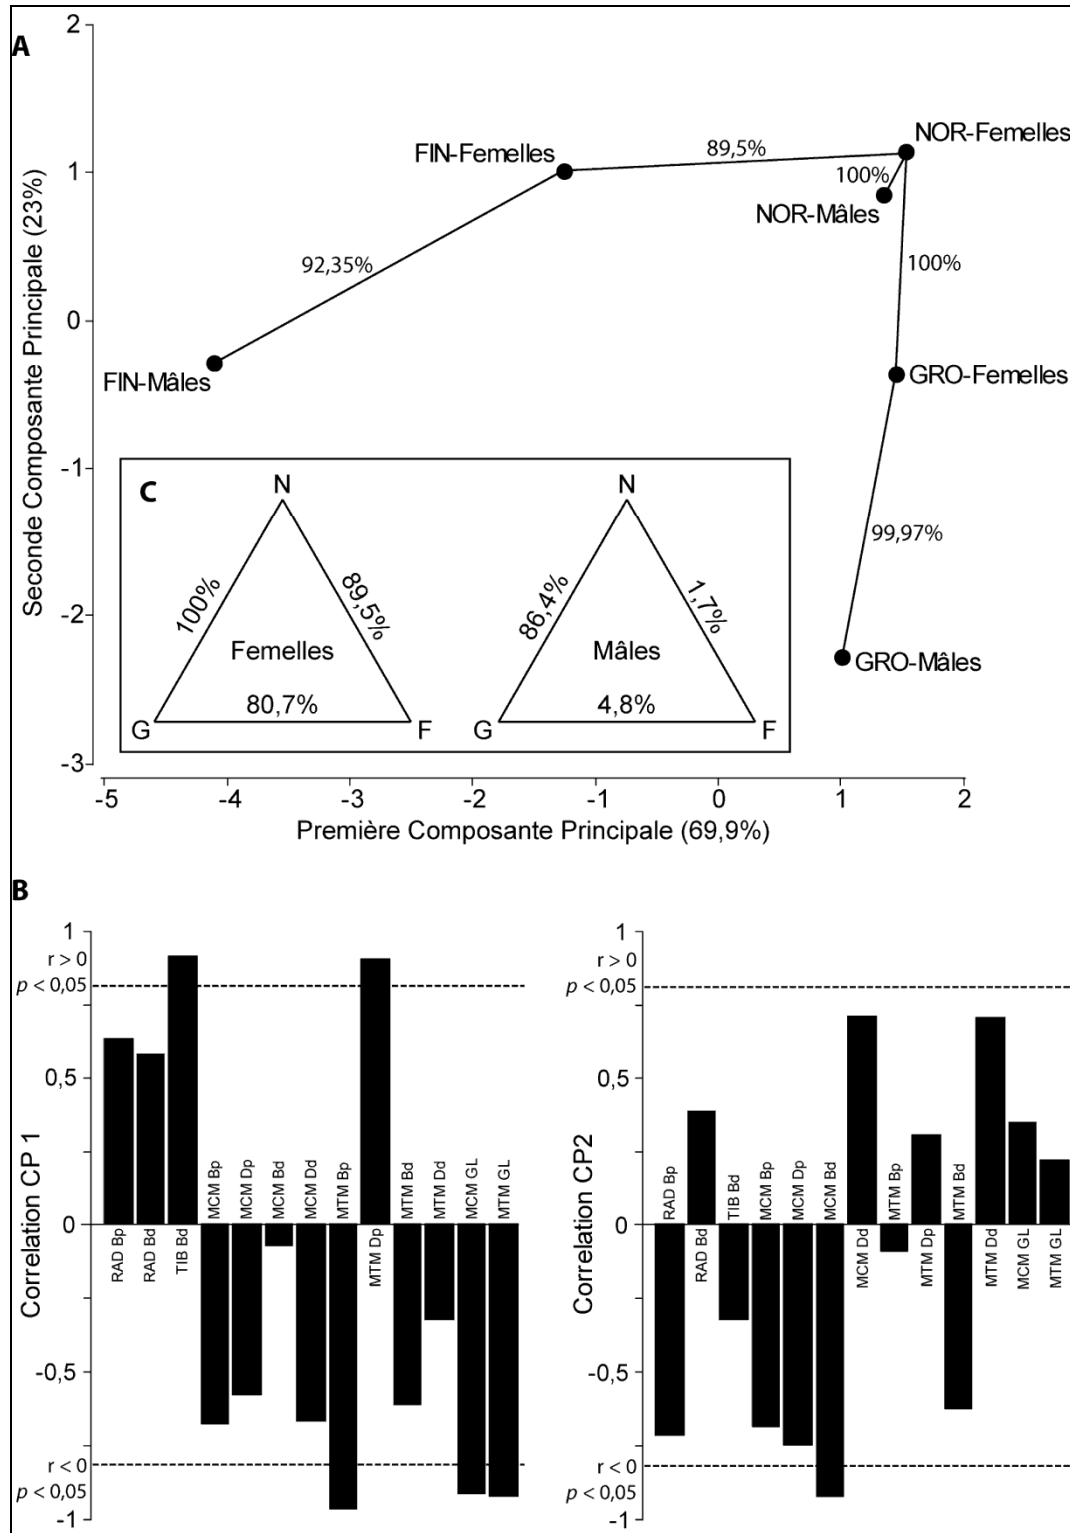 A
2
1
0
-1
-2
-3
Seconde Composante Principale (23%)
FIN-Femelles
89,5%
NOR-Femelles
100%
NOR-Mâles
92,35%
100%
FIN-Mâles
GRO-Femelles
99,97%
GRO-Mâles
C
N
100%
89,5%
Femelles
80,7%
G
F
N
86,4%
1,7%
Mâles
4,8%
G
F
-5
-4
-3
-2
-1
0
1
2
Première Composante Principale (69,9%)
B
1
r > 0
p < 0,05
0,5
0
-0,5
r < 0
p < 0,05
-1
Correlation CP 1
RAD Bp
RAD Bd
TIB Bd
MCM Bp
MCM Dp
MCM Bd
MCM Dd
MTM Bp
MTM Dp
MTM Bd
MTM Dd
MCM GL
MTM GL
1
r > 0
p < 0,05
0,5
0
-0,5
r < 0
p < 0,05
-1
Correlation CP2
RAD Bp
RAD Bd
TIB Bd
MCM Bp
MCM Dp
MCM Bd
MCM Dd
MTM Bp
MTM Dp
MTM Bd
MTM Dd
MCM GL
MTM GL